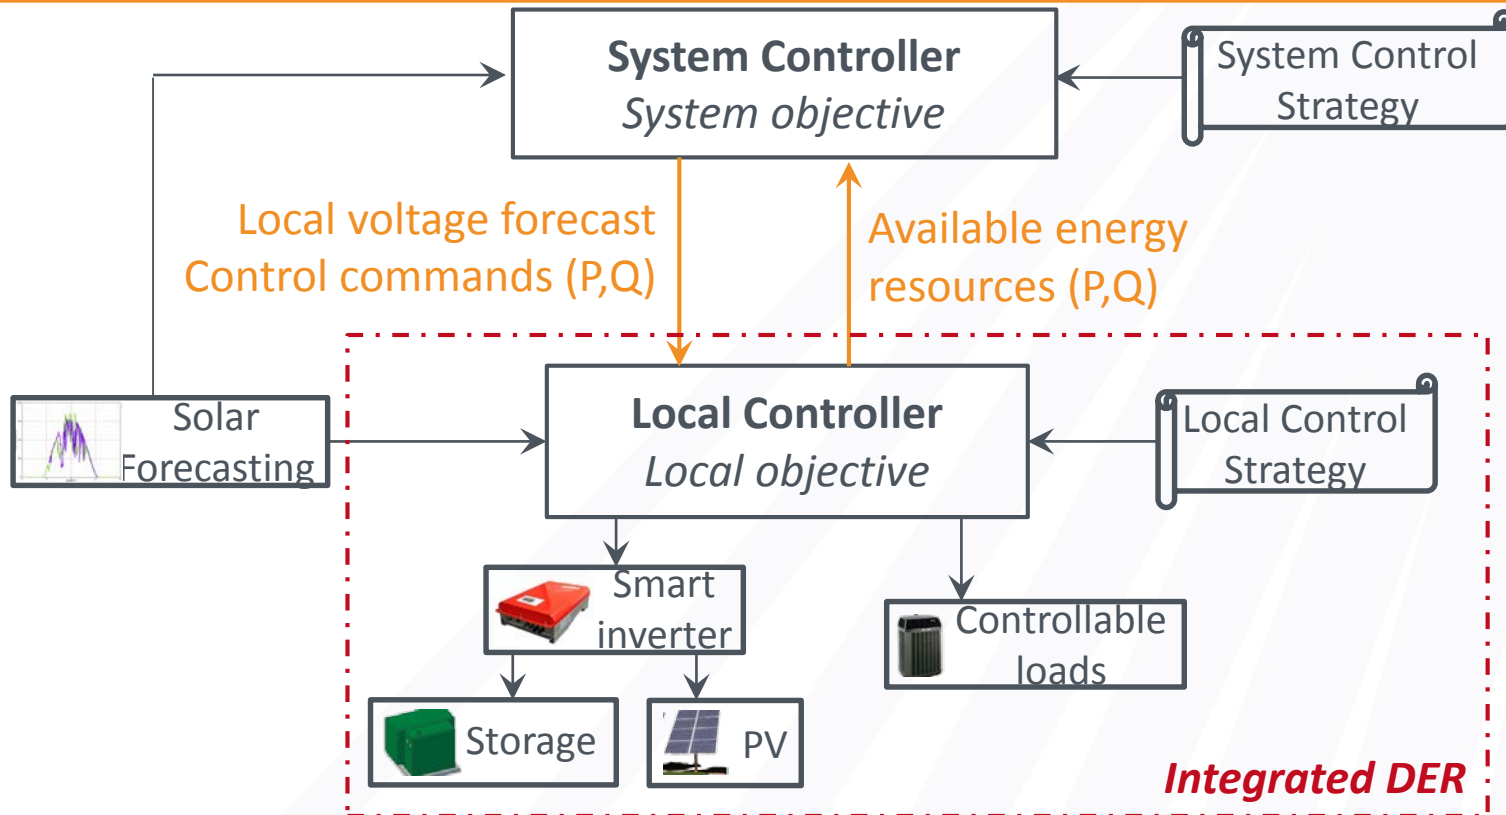 System Controller
System objective
System Control
Strategy
Local voltage forecast
Control commands (P,Q)
Available energy
resources (P,Q)
Solar
Forecasting
Local Controller
Local objective
Local Control
Strategy
Smart
inverter
Controllable
loads
Storage
PV
Integrated DER